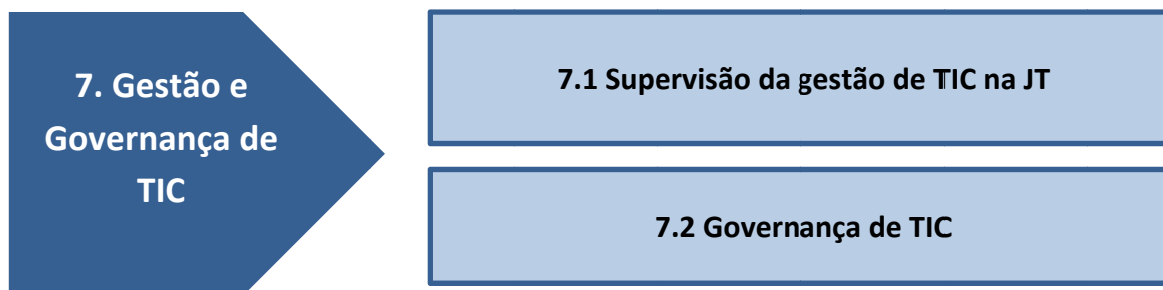 7. Gestão e
Governança de
TIC
7.1 Supervisão da gestão de TIC na JT
7.2 Governança de TIC